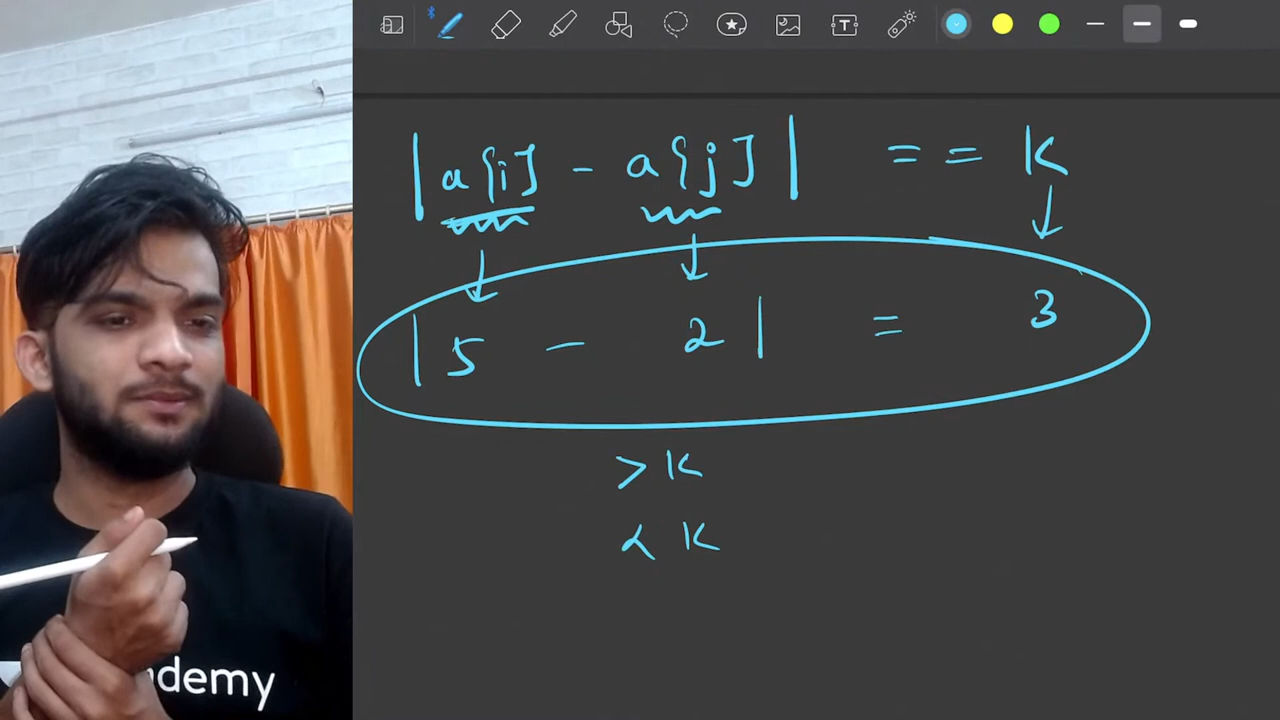 |a[i] - a[j]| == K
|5 - 2| = 3
> K
< K
ndemy